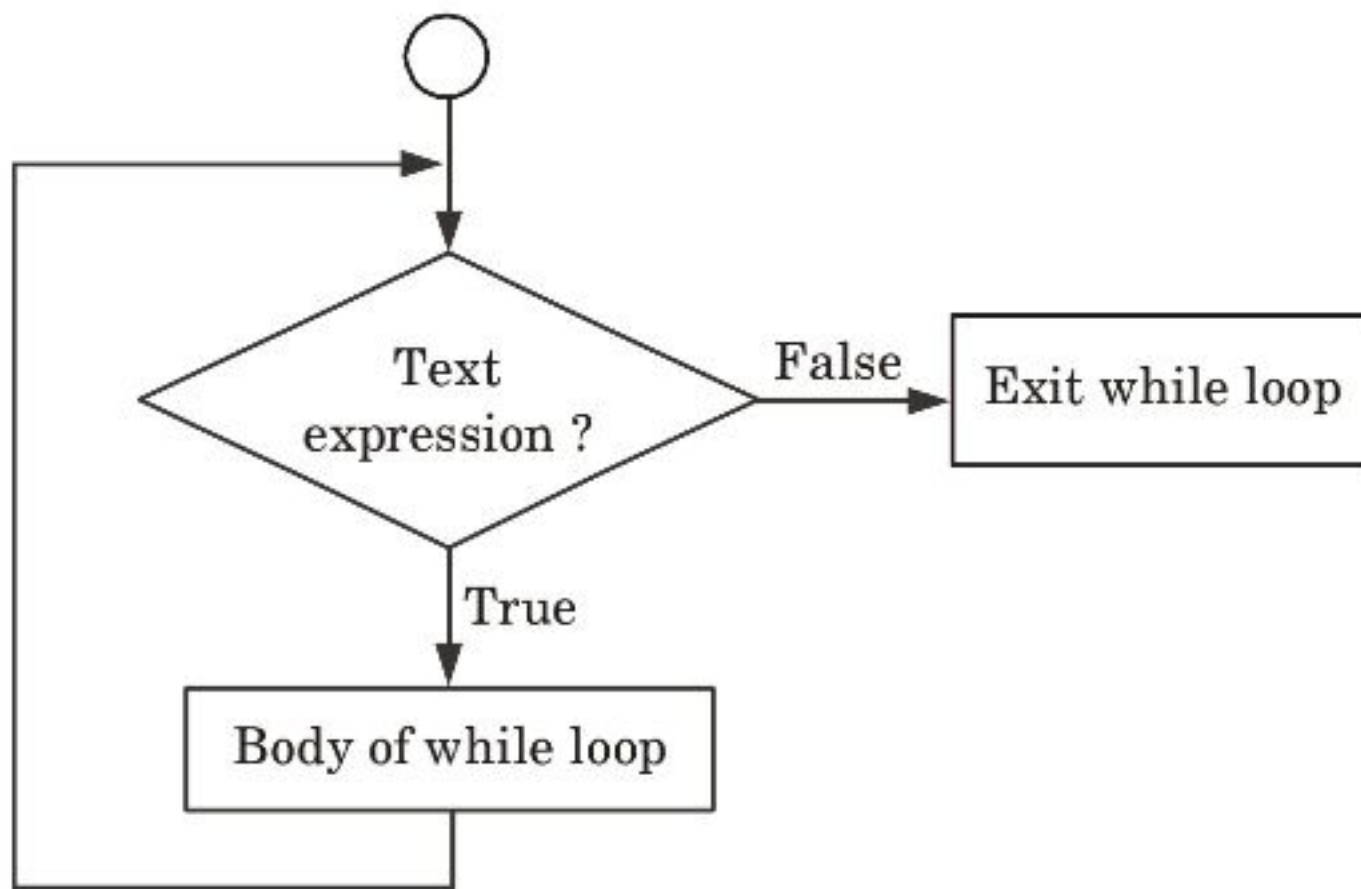 Text
expression ?
False
Exit while loop
True
Body of while loop